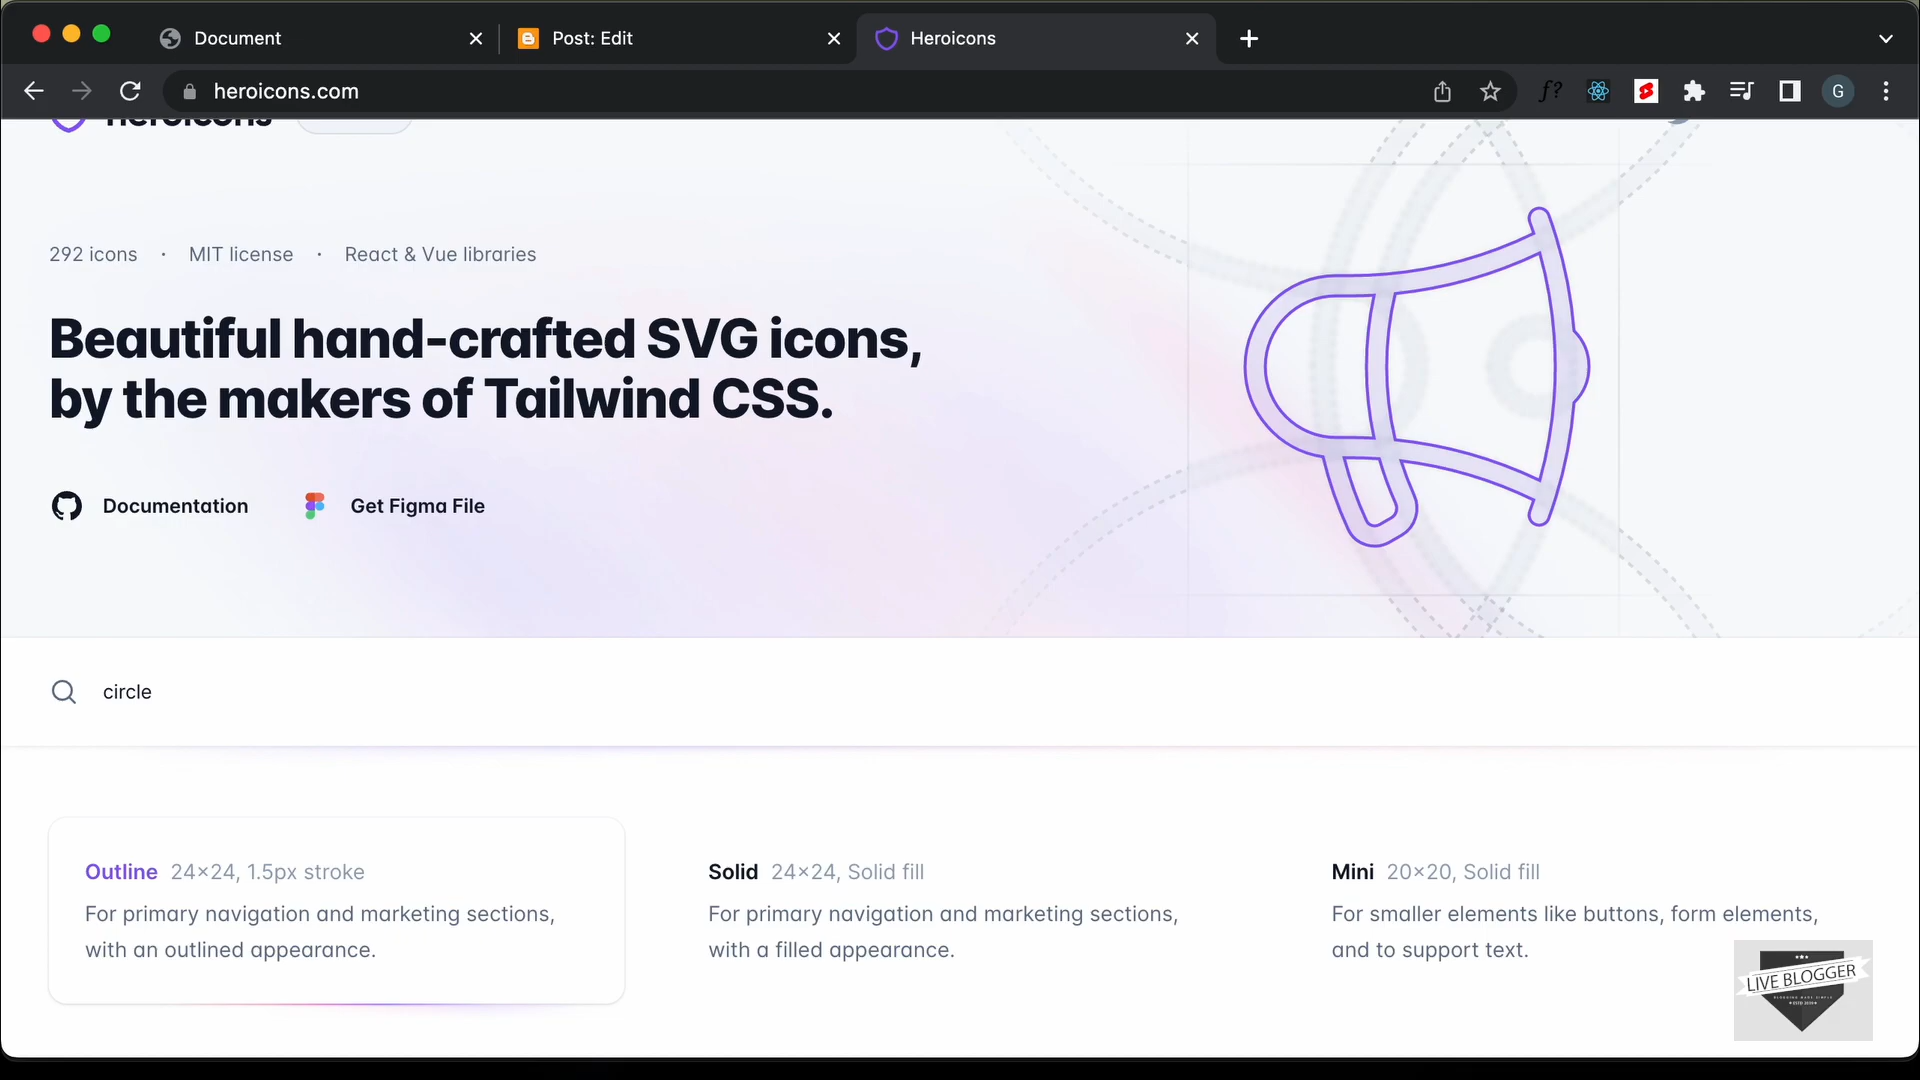 Document
Post: Edit
Heroicons
heroicons.com
f?
G
heroicons
292 icons · MIT license · React & Vue libraries
Beautiful hand-crafted SVG icons,
by the makers of Tailwind CSS.
Documentation
Get Figma File
circle
Outline 24×24, 1.5px stroke
For primary navigation and marketing sections,
with an outlined appearance.
Solid 24×24, Solid fill
For primary navigation and marketing sections,
with a filled appearance.
Mini 20×20, Solid fill
For smaller elements like buttons, form elements,
and to support text.
LIVE BLOGGER